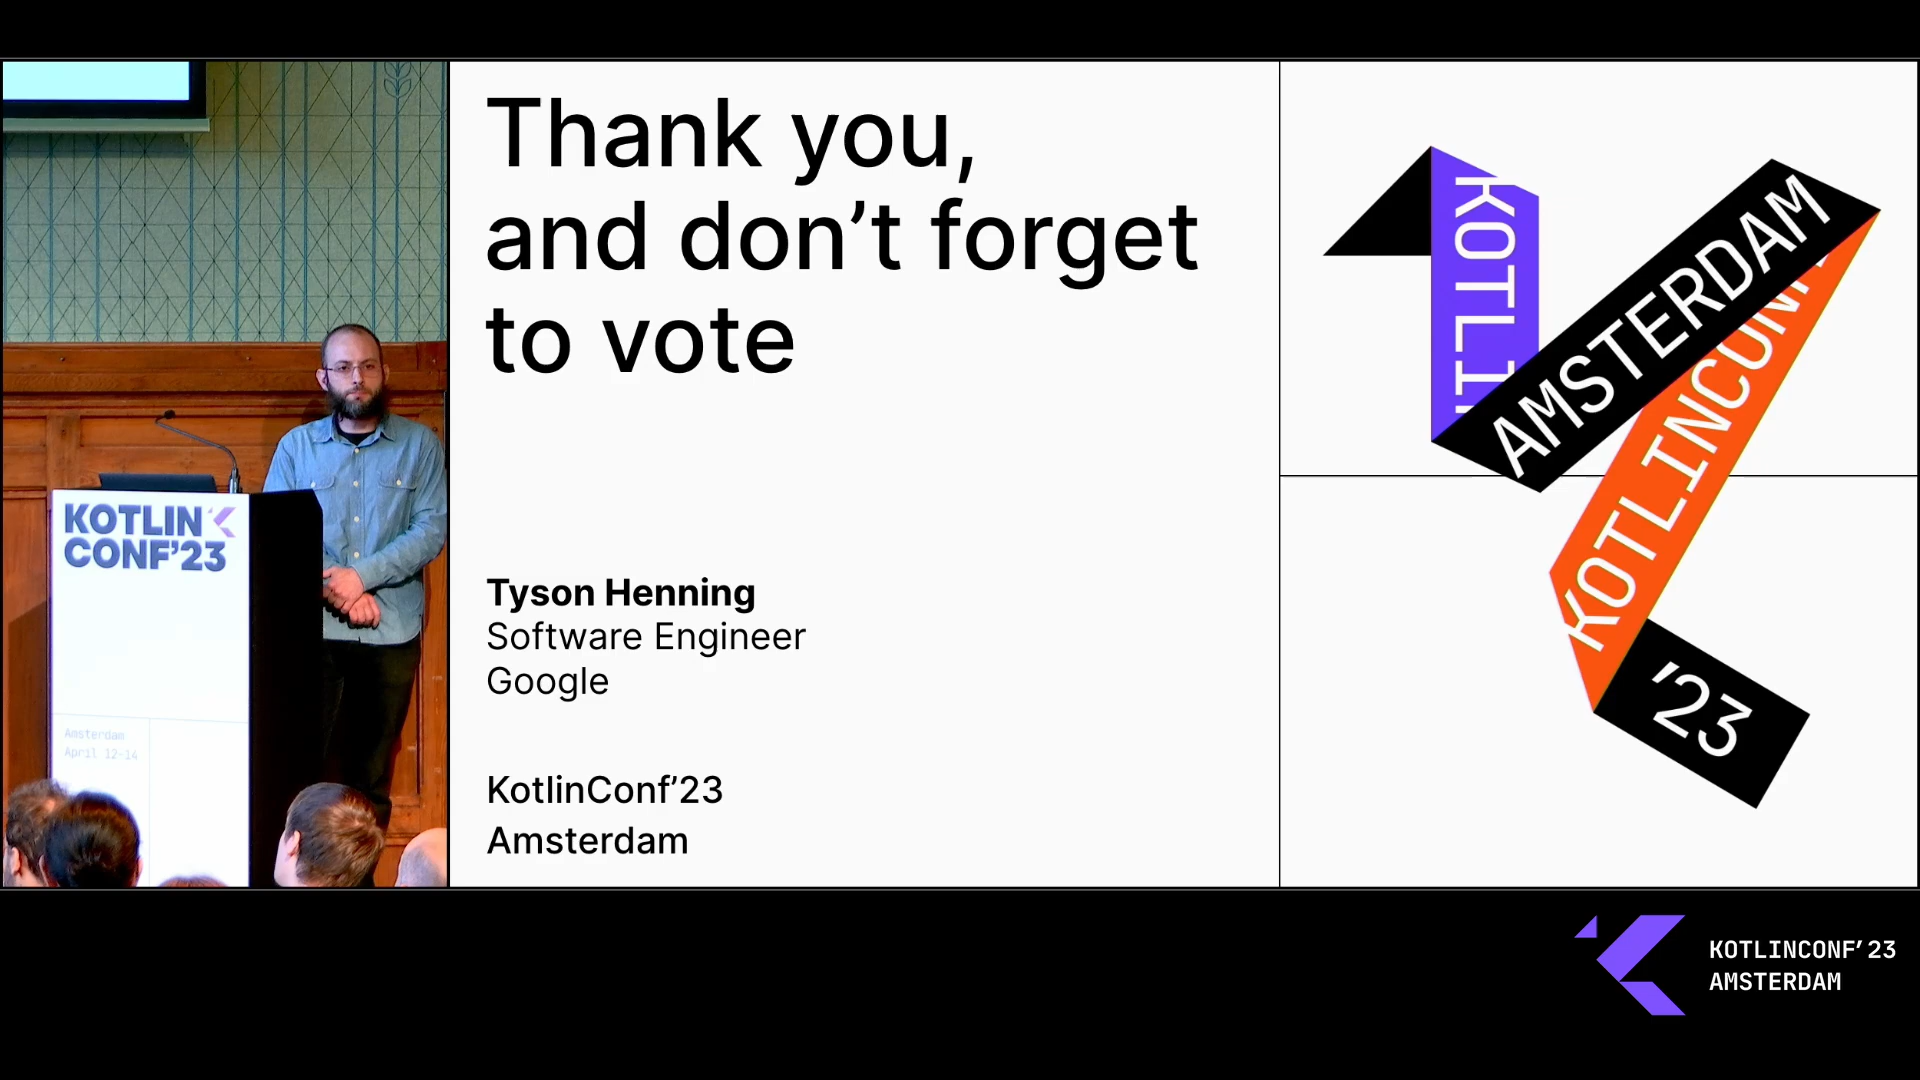 KOTLIN
CONF’23
Amsterdam
April 12-14
Thank you,
and don’t forget
to vote
Tyson Henning
Software Engineer
Google
KotlinConf’23
Amsterdam
KOTLIN
AMSTERDAM
KOTLINCONF
’23
KOTLINCONF’23
AMSTERDAM